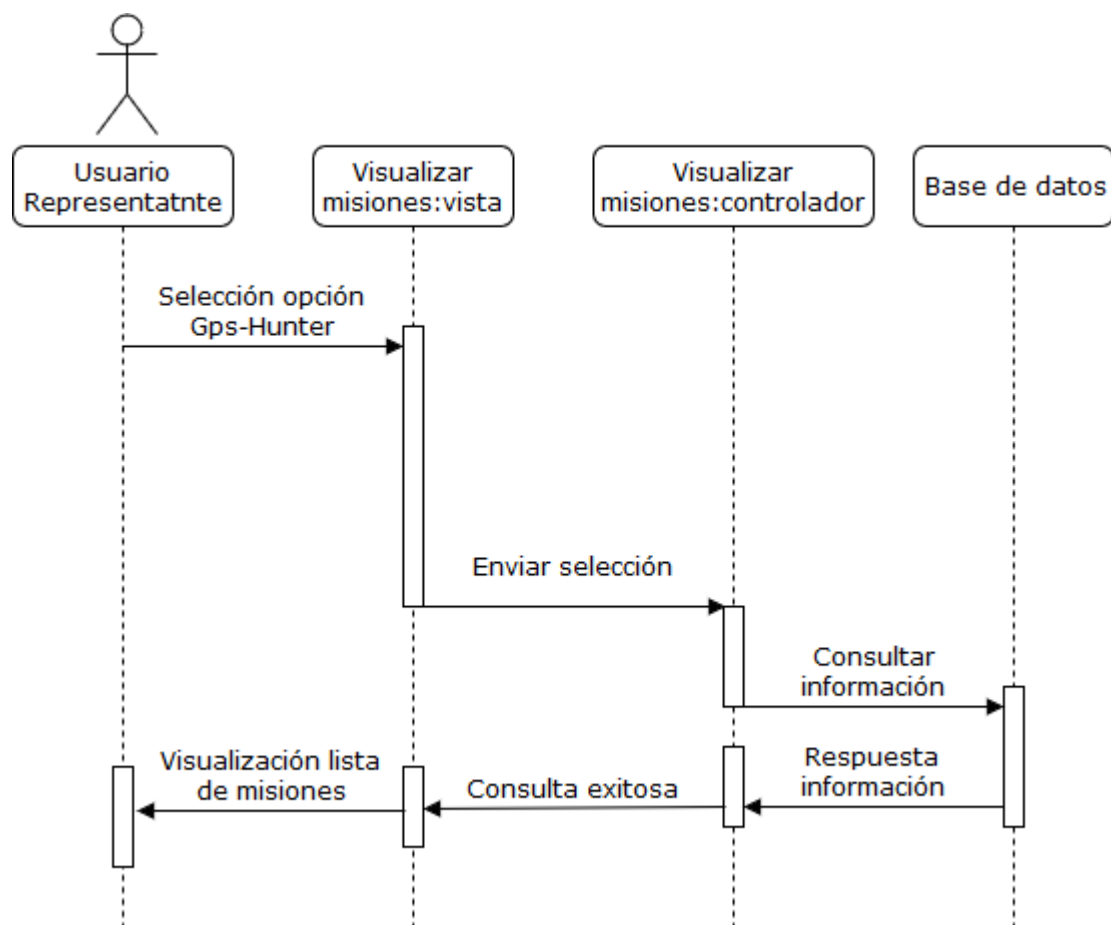 Usuario
Representatnte
Visualizar
misiones:vista
Visualizar
misiones:controlador
Base de datos
Selección opción
Gps-Hunter
Enviar selección
Consultar
información
Visualización lista
de misiones
Consulta exitosa
Respuesta
información